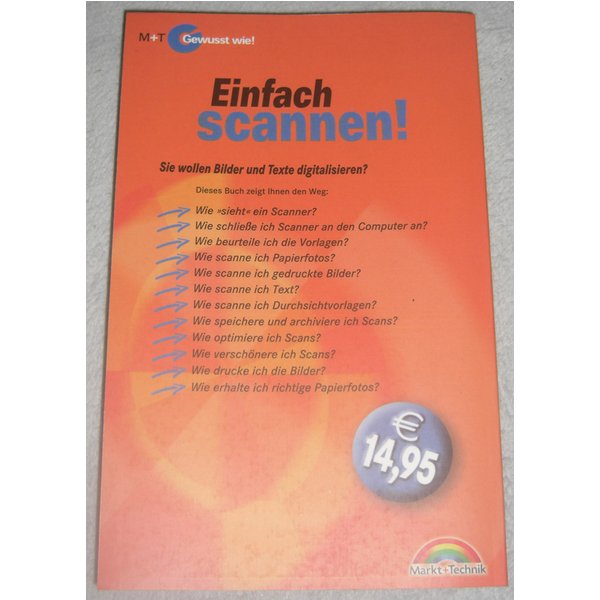 M+T Gewusst wie!
Einfach
scannen!
Sie wollen Bilder und Texte digitalisieren?
Dieses Buch zeigt Ihnen den Weg:
Wie »sieht« ein Scanner?
Wie schließe ich Scanner an den Computer an?
Wie beurteile ich die Vorlagen?
Wie scanne ich Papierfotos?
Wie scanne ich gedruckte Bilder?
Wie scanne ich Text?
Wie scanne ich Durchsichtvorlagen?
Wie speichere und archiviere ich Scans?
Wie optimiere ich Scans?
Wie verschönere ich Scans?
Wie drucke ich die Bilder?
Wie erhalte ich richtige Papierfotos?
€
14,95
Markt+Technik